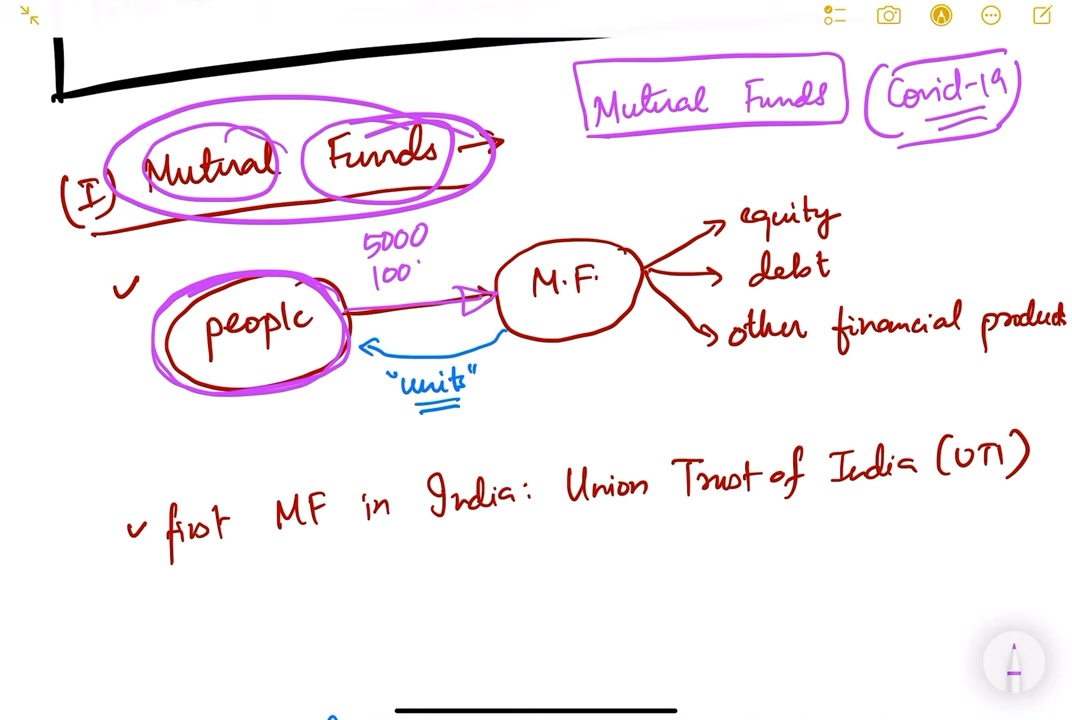 Mutual Funds (Covid-19)
(I) Mutual Funds →
5000
100
people
M.F.
equity
debt
other financial products
"units"
✓ first MF in India: Union Trust of India (UTI)